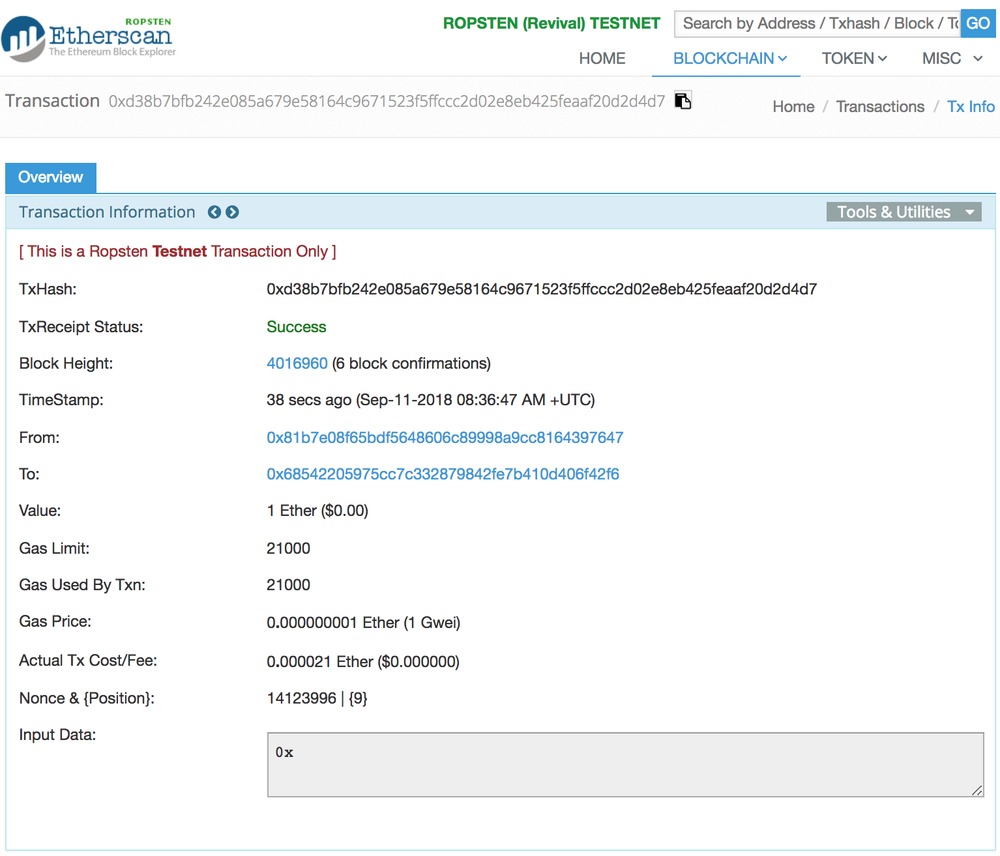 ROPSTEN
Etherscan
The Ethereum Block Explorer
ROPSTEN (Revival) TESTNET
Search by Address / Txhash / Block / To
GO
HOME BLOCKCHAIN TOKEN MISC
Transaction 0xd38b7bfb242e085a679e58164c9671523f5ffccc2d02e8eb425feaaf20d2d4d7
Home / Transactions / Tx Info
Overview
Transaction Information
Tools & Utilities
[ This is a Ropsten Testnet Transaction Only ]
TxHash: 0xd38b7bfb242e085a679e58164c9671523f5ffccc2d02e8eb425feaaf20d2d4d7
TxReceipt Status: Success
Block Height: 4016960 (6 block confirmations)
TimeStamp: 38 secs ago (Sep-11-2018 08:36:47 AM +UTC)
From: 0x81b7e08f65bdf5648606c89998a9cc8164397647
To: 0x68542205975cc7c332879842fe7b410d406f42f6
Value: 1 Ether ($0.00)
Gas Limit: 21000
Gas Used By Txn: 21000
Gas Price: 0.000000001 Ether (1 Gwei)
Actual Tx Cost/Fee: 0.000021 Ether ($0.000000)
Nonce & {Position}: 14123996 | {9}
Input Data:
0x